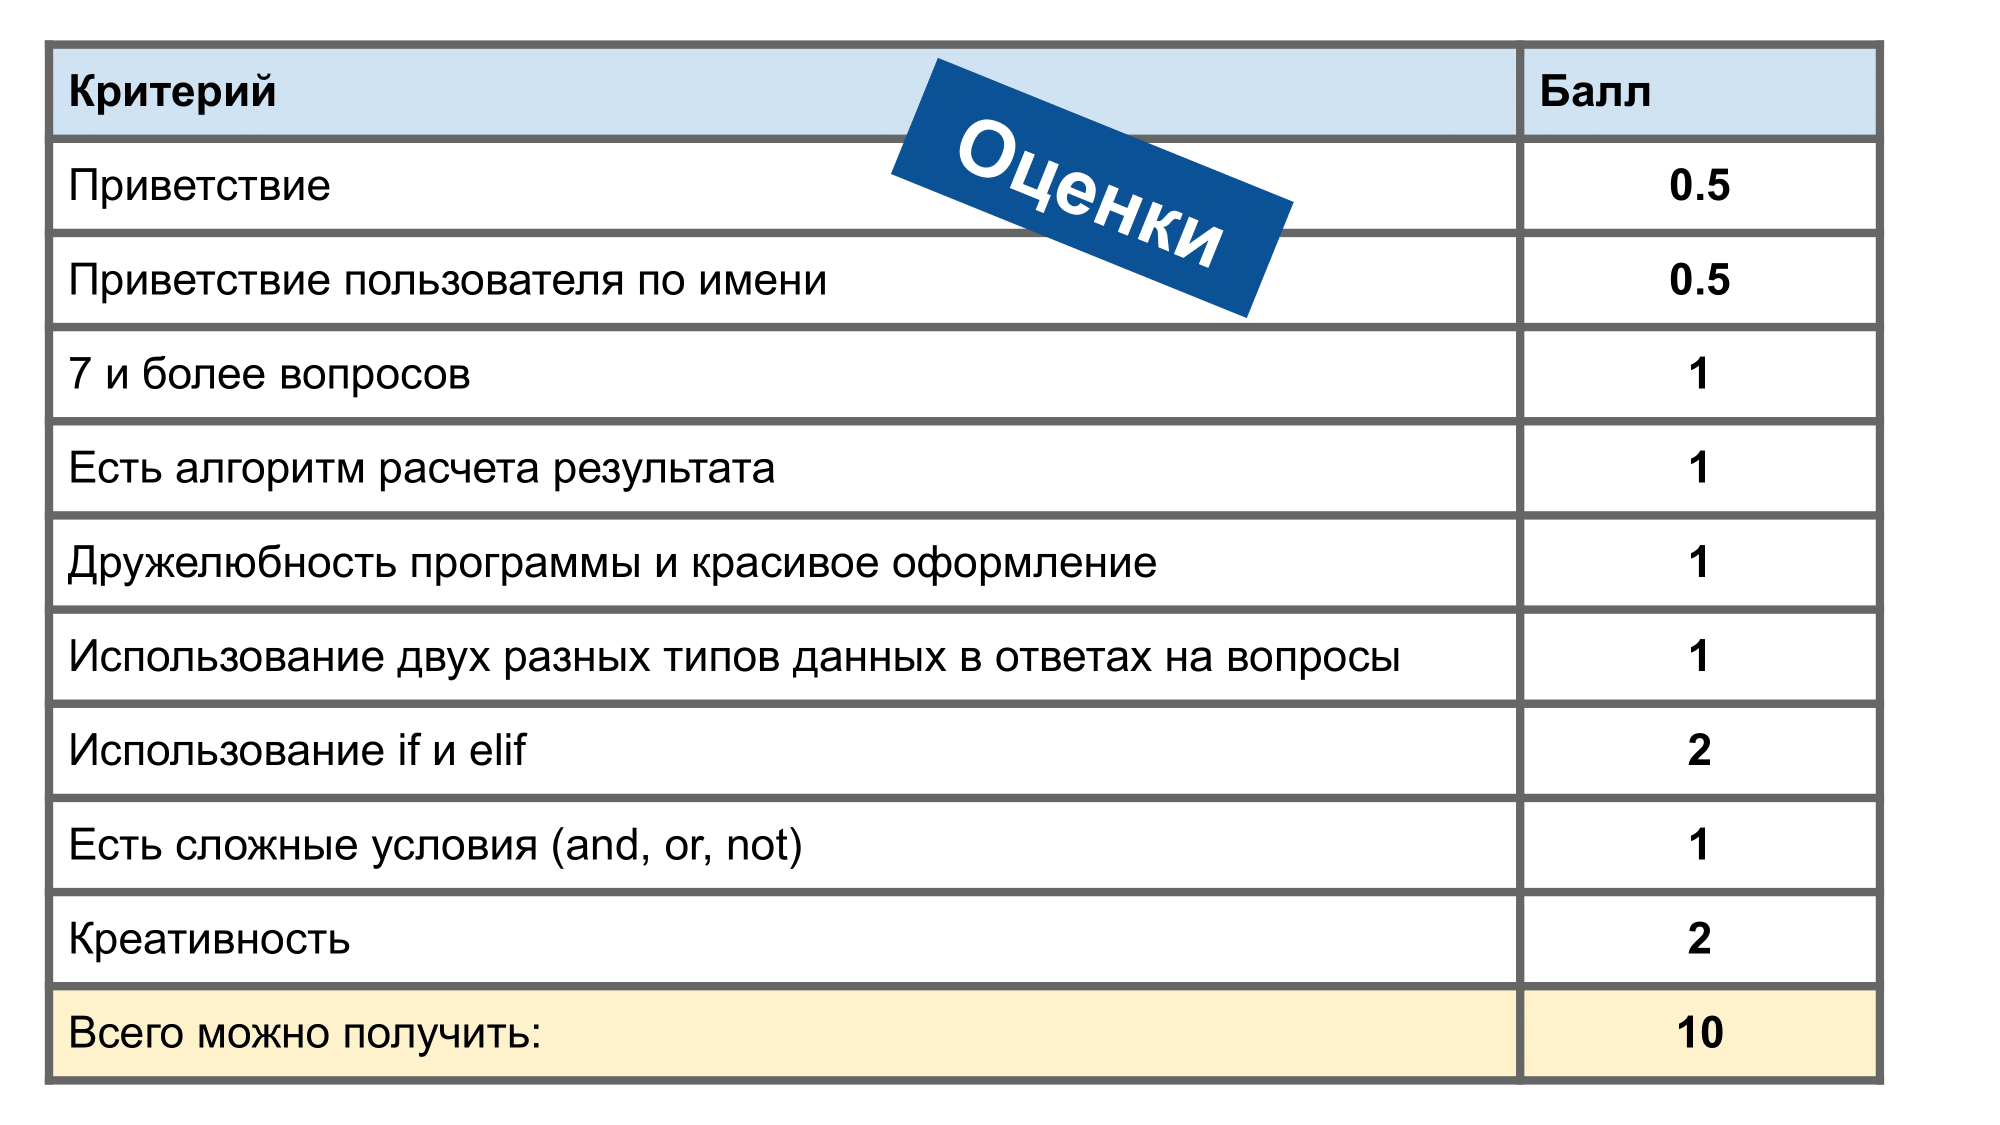 Критерий Балл
Оценки
Приветствие 0.5
Приветствие пользователя по имени 0.5
7 и более вопросов 1
Есть алгоритм расчета результата 1
Дружелюбность программы и красивое оформление 1
Использование двух разных типов данных в ответах на вопросы 1
Использование if и elif 2
Есть сложные условия (and, or, not) 1
Креативность 2
Всего можно получить: 10